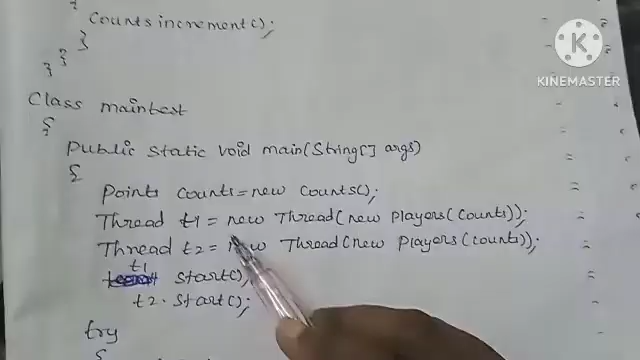 {
Counts increment();
}
}
}
K
KINEMASTER
Class maintest
{
Public static void main(String[] args)
{
Points Counts = new Counts();
Thread t1 = new Thread(new Players(Counts));
Thread t2 = new Thread(new Players(Counts));
t1 start();
t2. start();
try
{